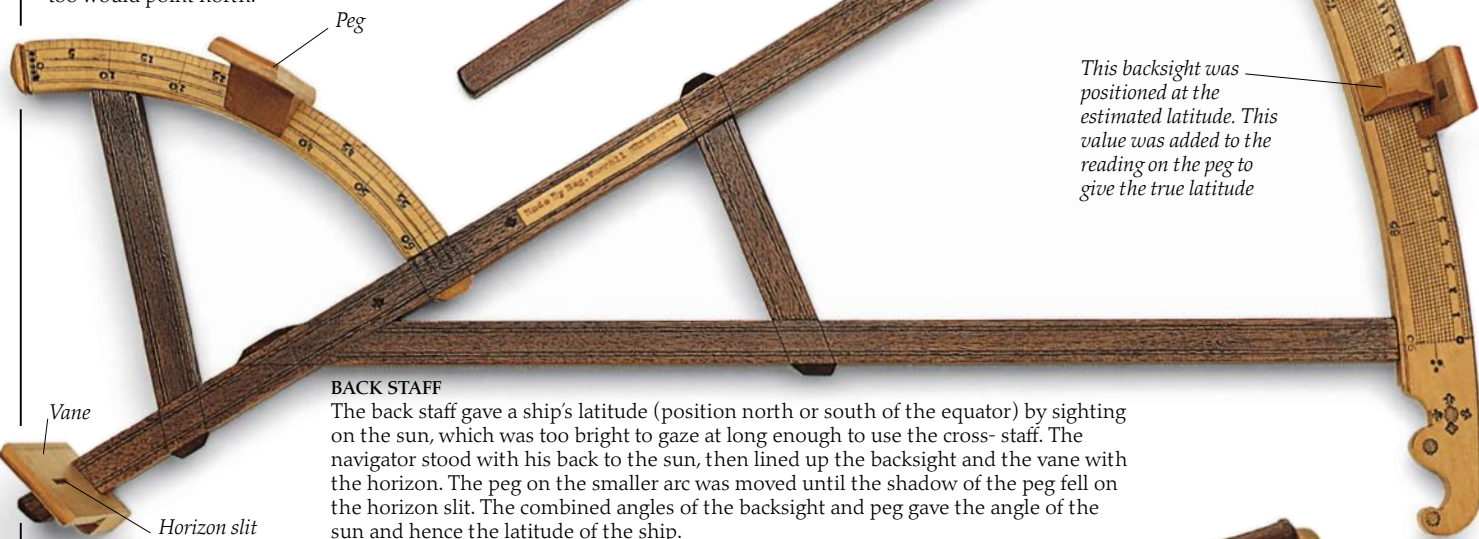 too would point north.
Peg
This backsight was
positioned at the
estimated latitude. This
value was added to the
reading on the peg to
give the true latitude
Made By
BACK STAFF
The back staff gave a ship's latitude (position north or south of the equator) by sighting
on the sun, which was too bright to gaze at long enough to use the cross- staff. The
navigator stood with his back to the sun, then lined up the backsight and the vane with
the horizon. The peg on the smaller arc was moved until the shadow of the peg fell on
the horizon slit. The combined angles of the backsight and peg gave the angle of the
sun and hence the latitude of the ship.
Vane
Horizon slit